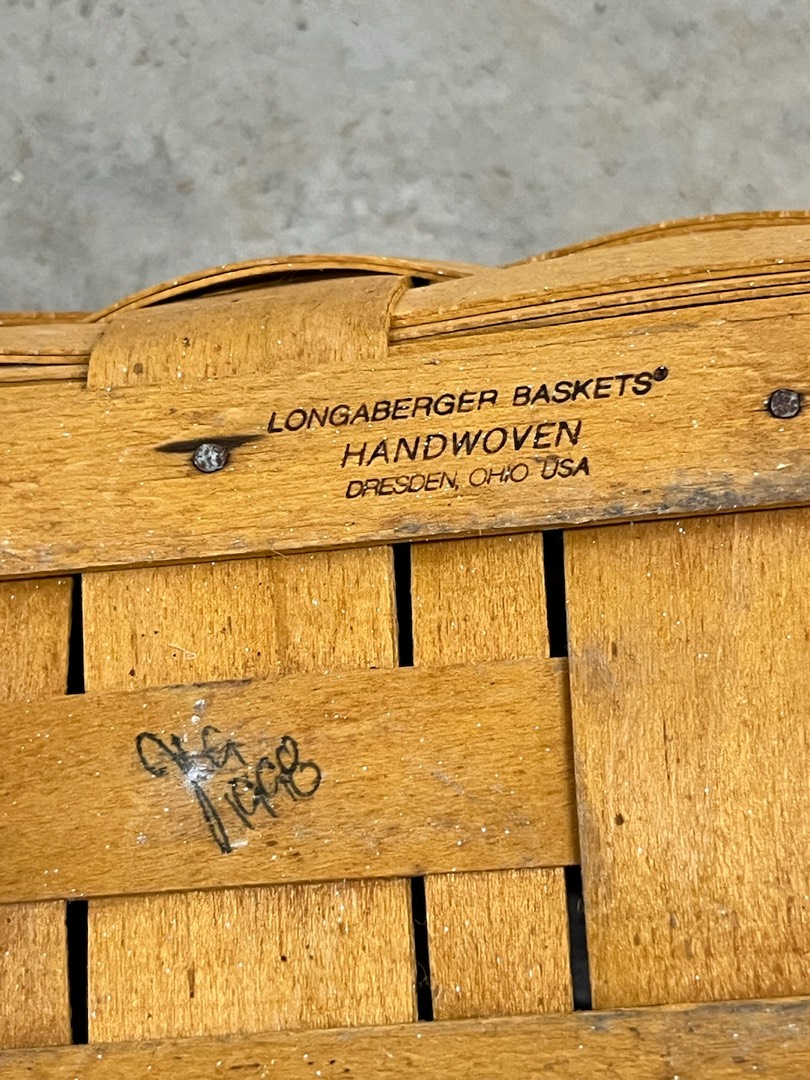 LONGABERGER BASKETS®
HANDWOVEN
DRESDEN, OHIO USA